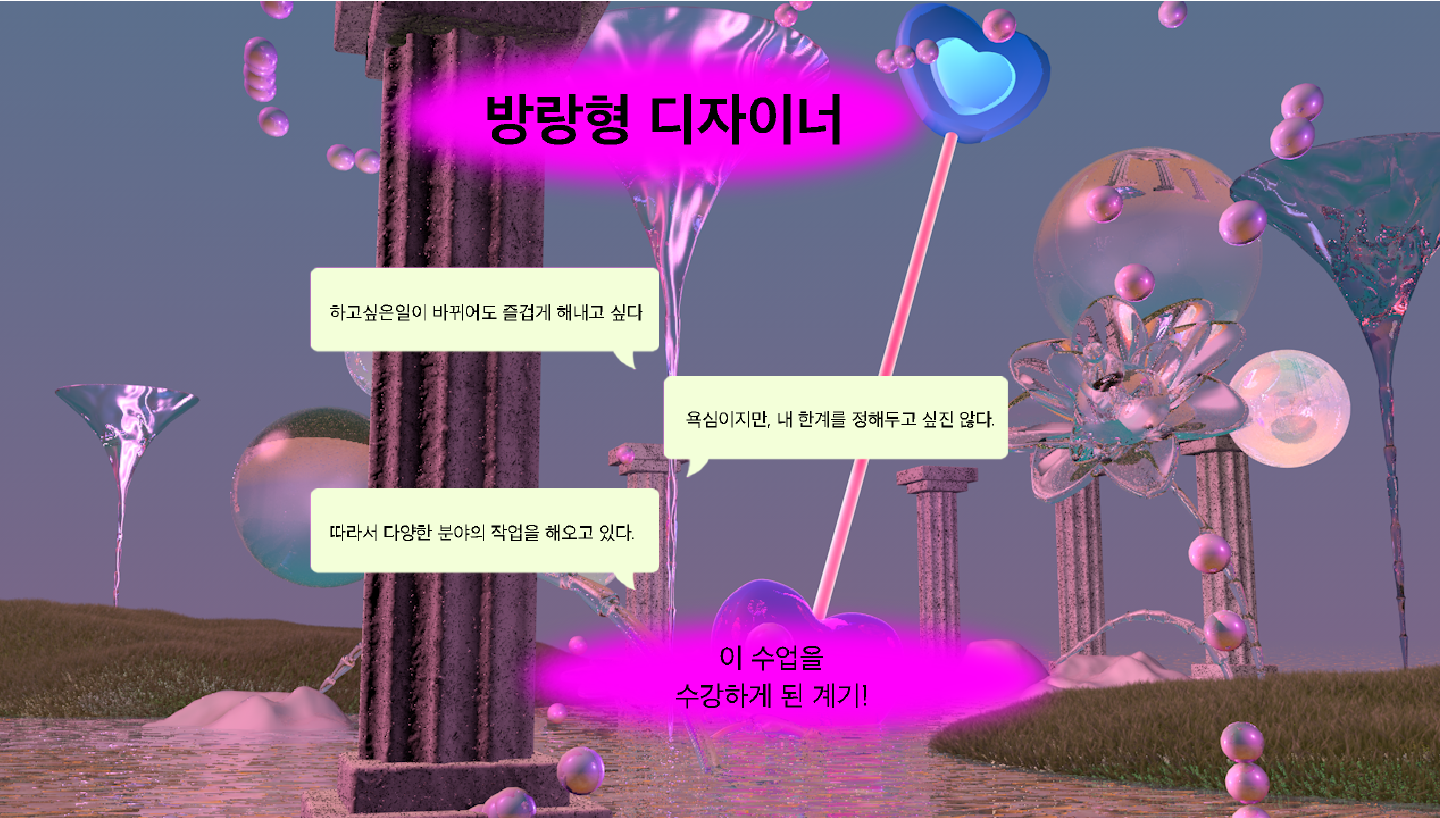 방랑형 디자이너
하고싶은일이 바뀌어도 즐겁게 해내고 싶다
욕심이지만, 내 한계를 정해두고 싶진 않다.
따라서 다양한 분야의 작업을 해오고 있다.
이 수업을
수강하게 된 계기!